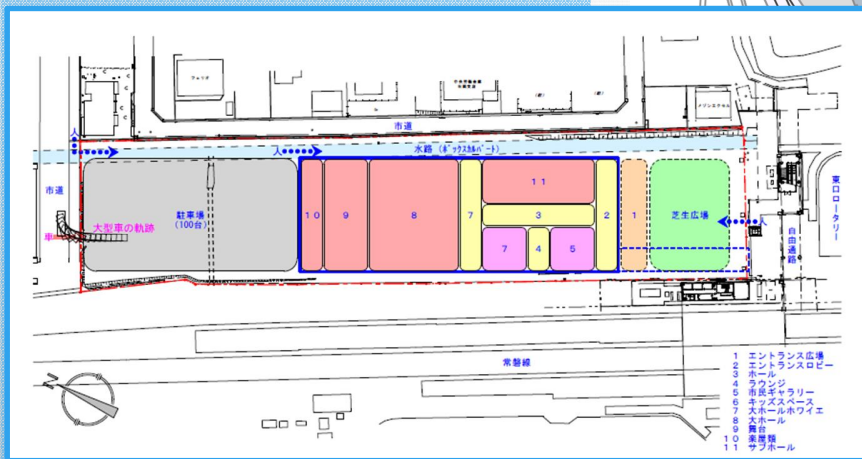 市道
水路（ボックスカルバート）
人
人
市道
駐車場
(100台)
大型車の軌跡
車
10
9
8
7
11
3
7
4
5
2
1
芝生広場
人
自由通路
東口ロータリー
常磐線
N
1 エントランス広場
2 エントランスロビー
3 ホール
4 ラウンジ
5 市民ギャラリー
6 キッズスペース
7 大ホールホワイエ
8 大ホール
9 舞台
10 楽屋類
11 サブホール